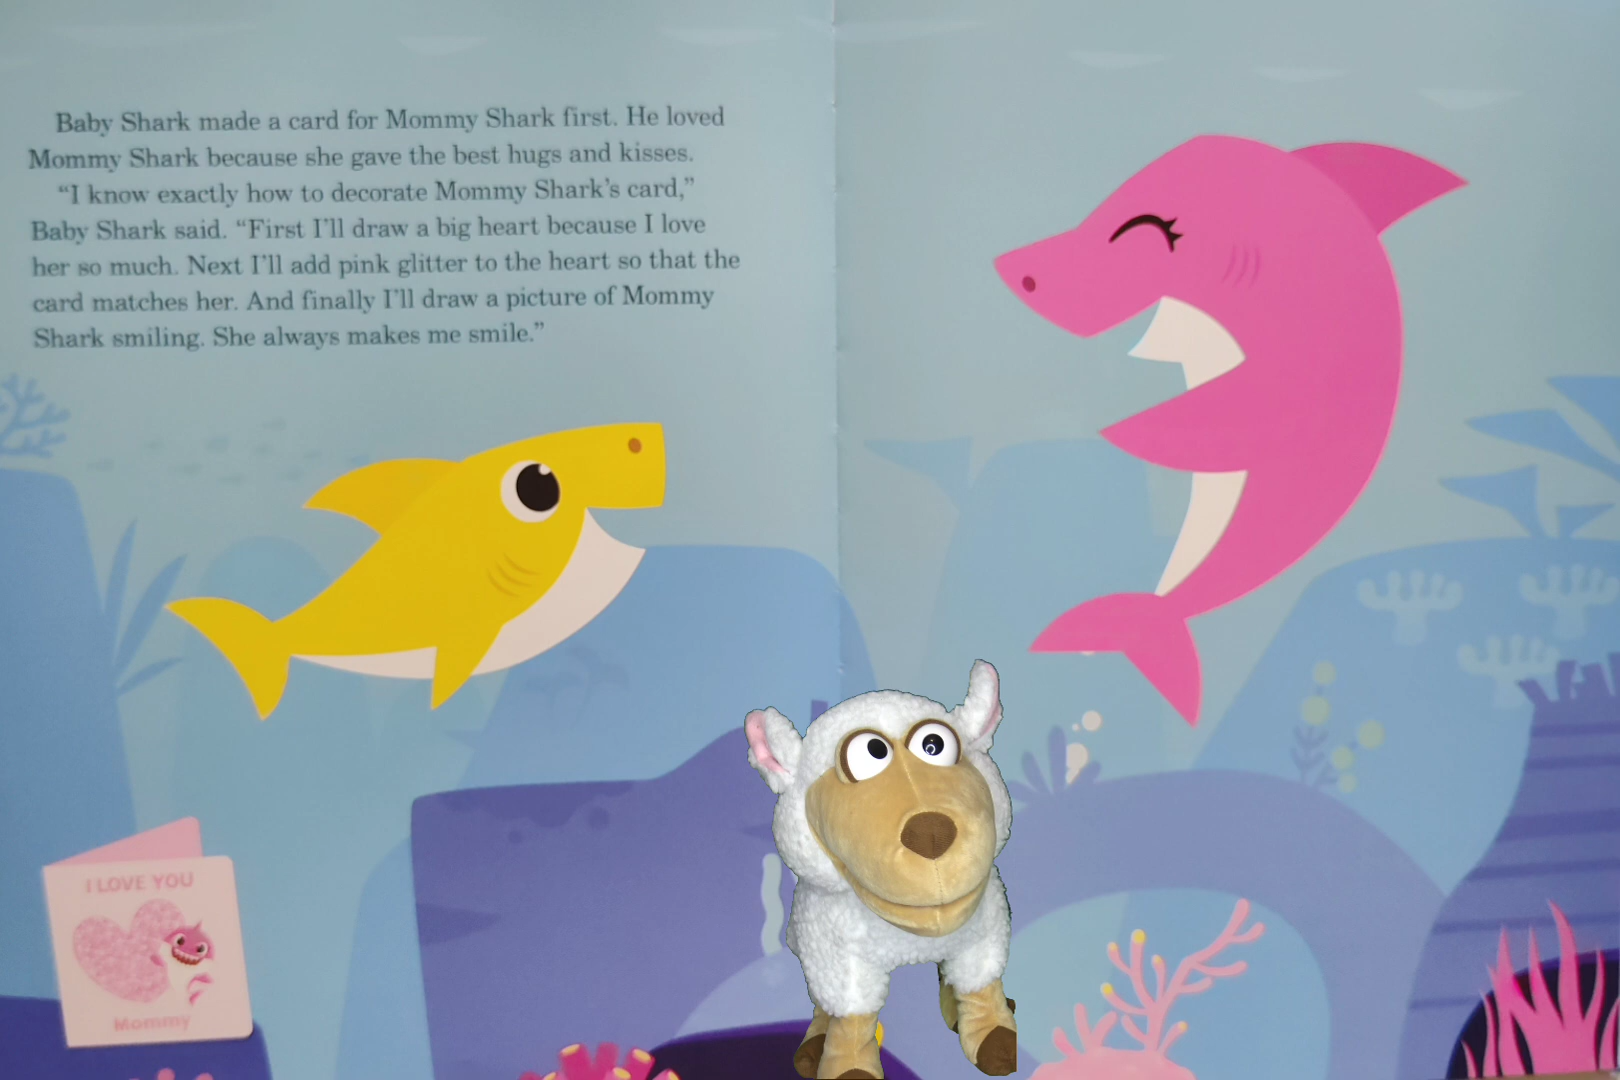 Baby Shark made a card for Mommy Shark first. He loved
Mommy Shark because she gave the best hugs and kisses.
“I know exactly how to decorate Mommy Shark’s card,”
Baby Shark said. “First I’ll draw a big heart because I love
her so much. Next I’ll add pink glitter to the heart so that the
card matches her. And finally I’ll draw a picture of Mommy
Shark smiling. She always makes me smile.”
I LOVE YOU
Mommy